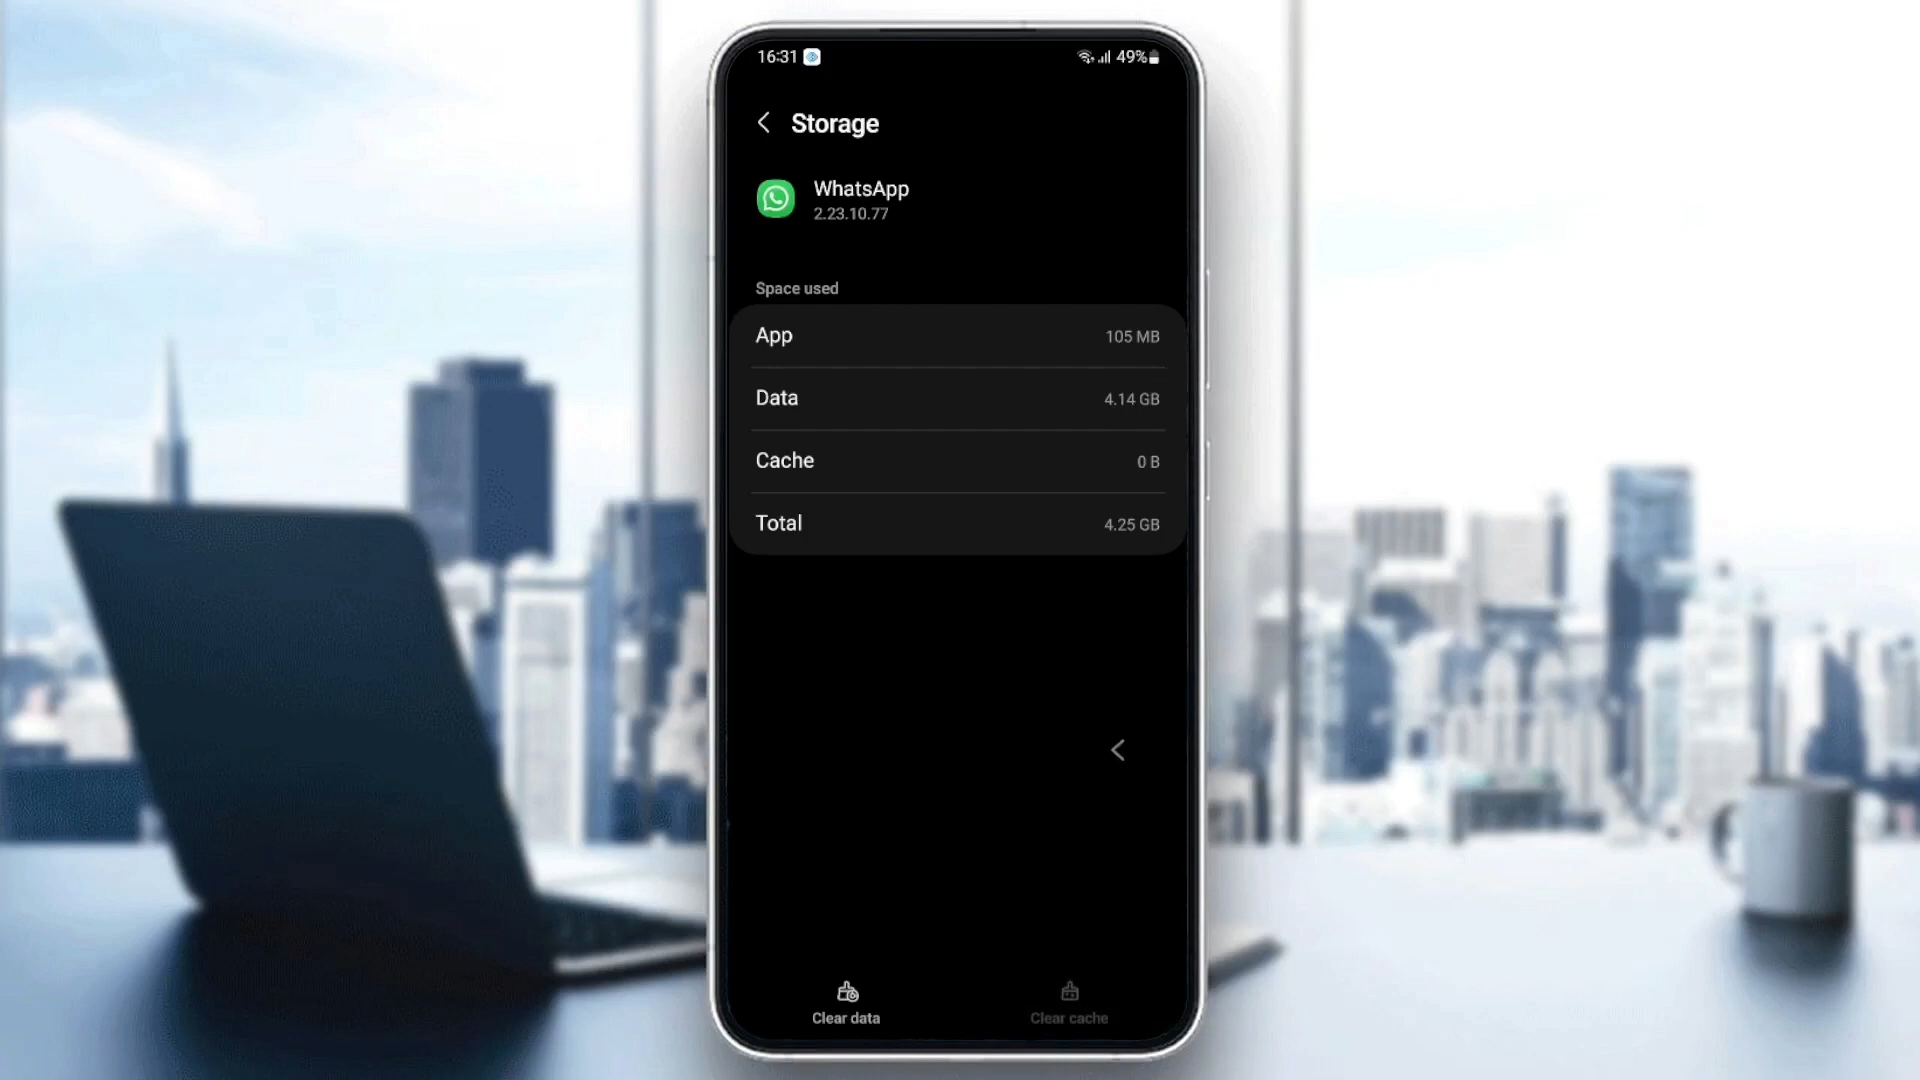 16:31 49%
Storage
WhatsApp
2.23.10.77
Space used
App 105 MB
Data 4.14 GB
Cache 0 B
Total 4.25 GB
Clear data Clear cache